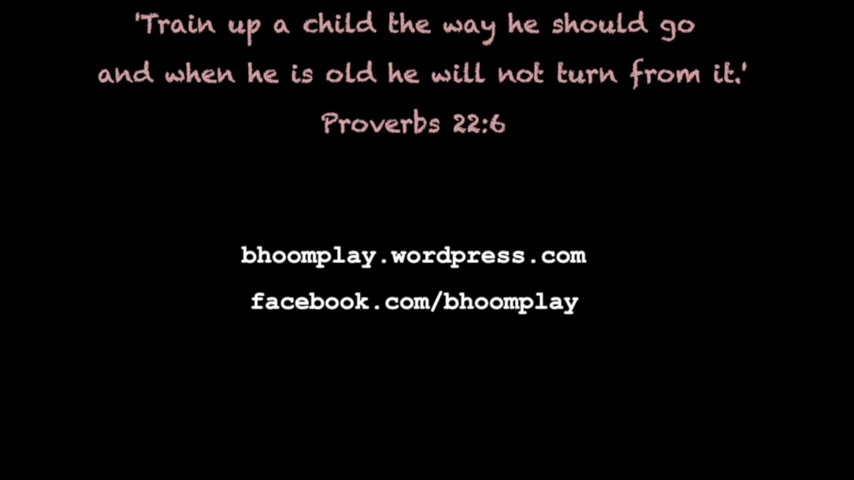 'Train up a child the way he should go
and when he is old he will not turn from it.'
Proverbs 22:6
bhoomplay.wordpress.com
facebook.com/bhoomplay